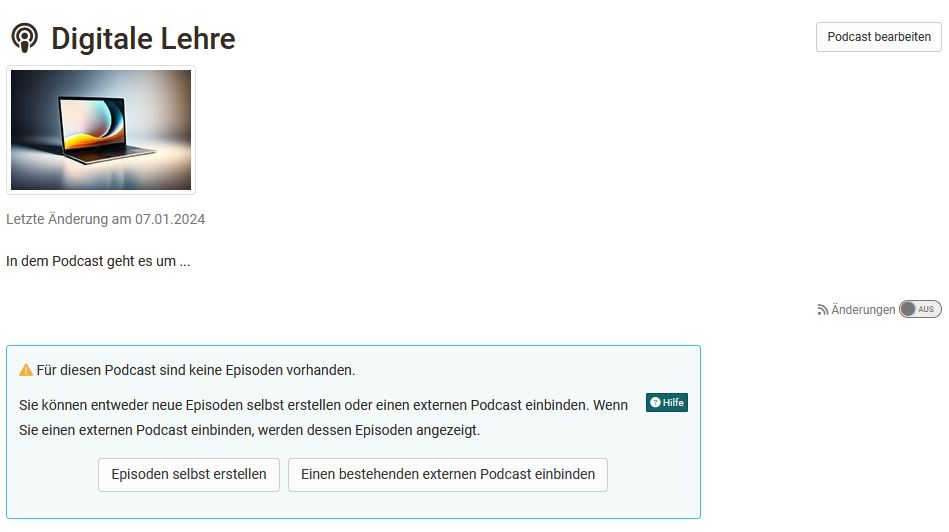 Digitale Lehre
Podcast bearbeiten
Letzte Änderung am 07.01.2024
In dem Podcast geht es um ...
Änderungen AUS
Für diesen Podcast sind keine Episoden vorhanden.
Sie können entweder neue Episoden selbst erstellen oder einen externen Podcast einbinden. Wenn
Hilfe
Sie einen externen Podcast einbinden, werden dessen Episoden angezeigt.
Episoden selbst erstellen
Einen bestehenden externen Podcast einbinden